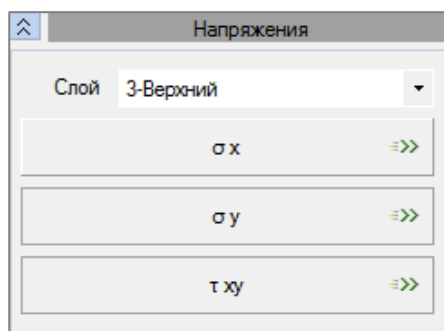 Напряжения
Слой 3-Верхний
σ x
σ y
τ xy